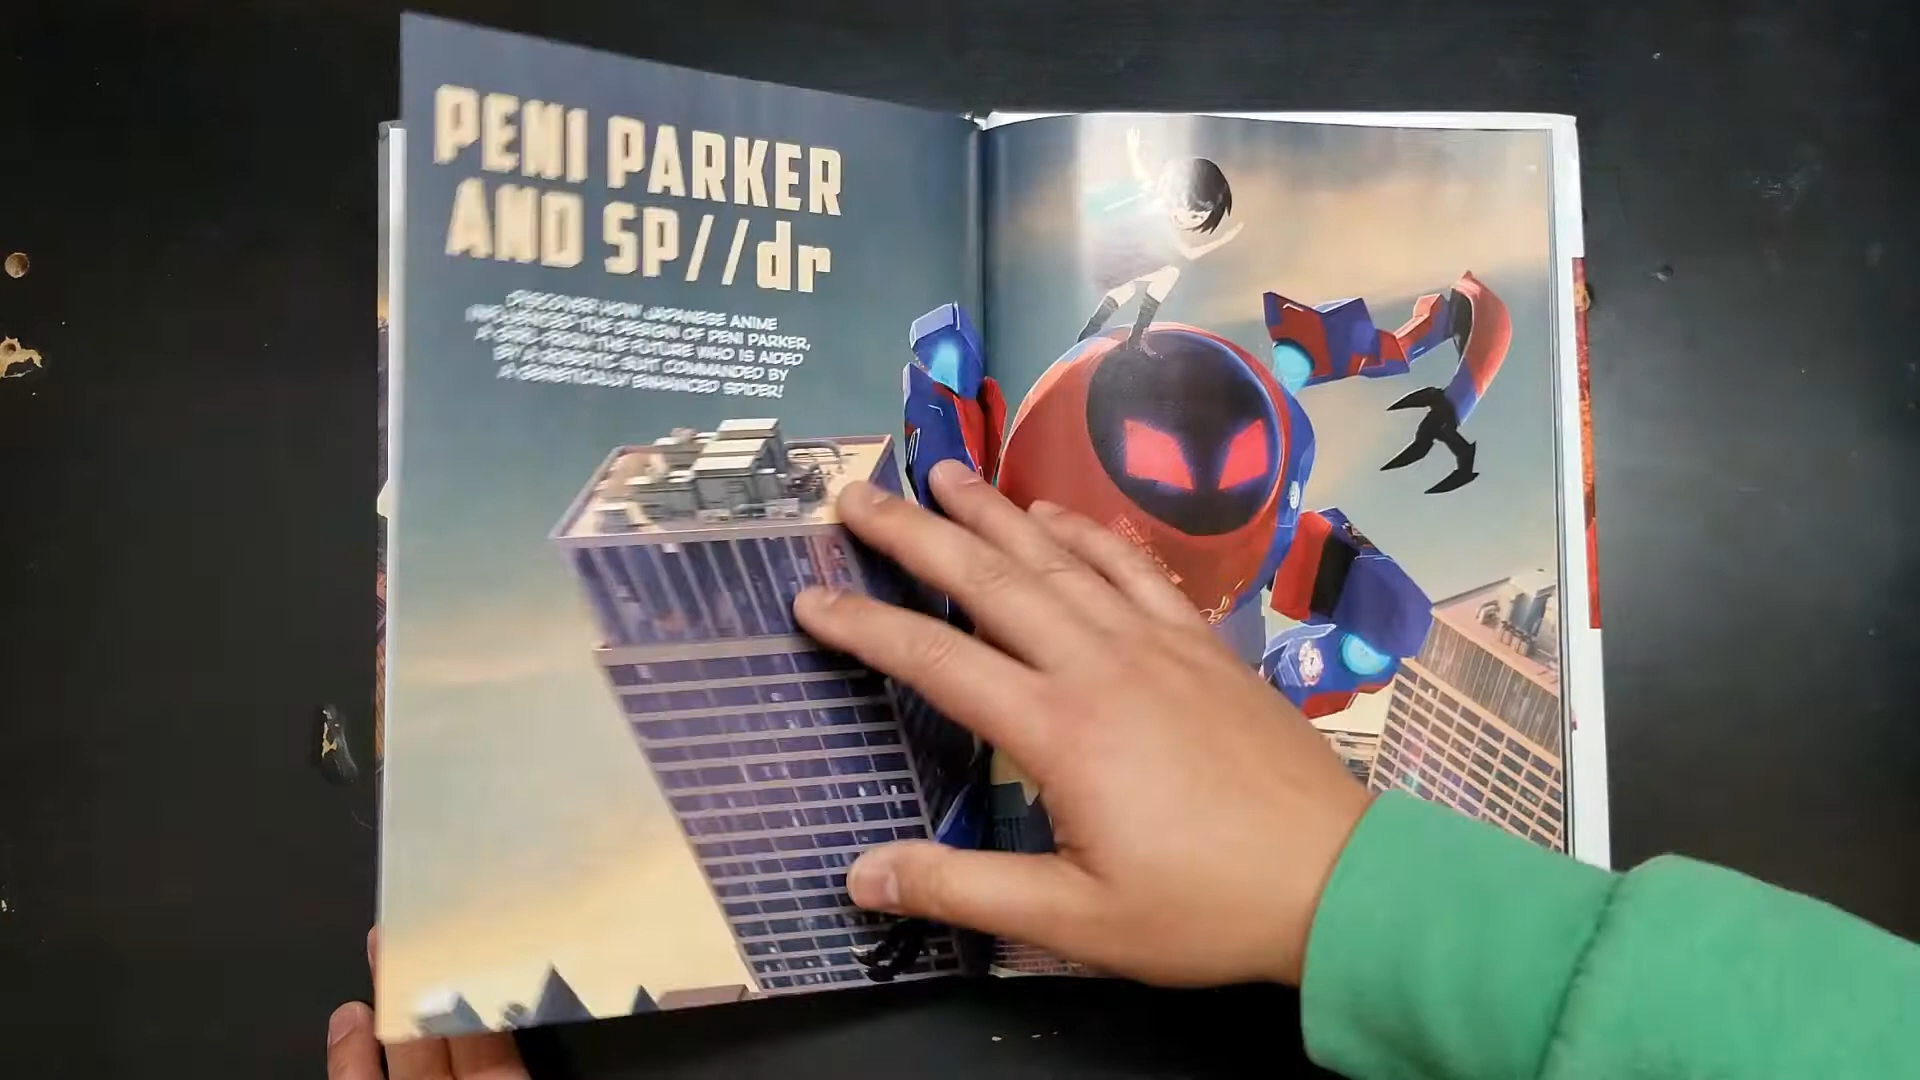 PENI PARKER
AND SP//dr
DISCOVER HOW JAPANESE ANIME
INFLUENCED THE DESIGN OF PENI PARKER,
A GIRL FROM THE FUTURE WHO IS AIDED
BY A ROBOTIC SUIT COMMANDED BY
A GENETICALLY ENHANCED SPIDER!